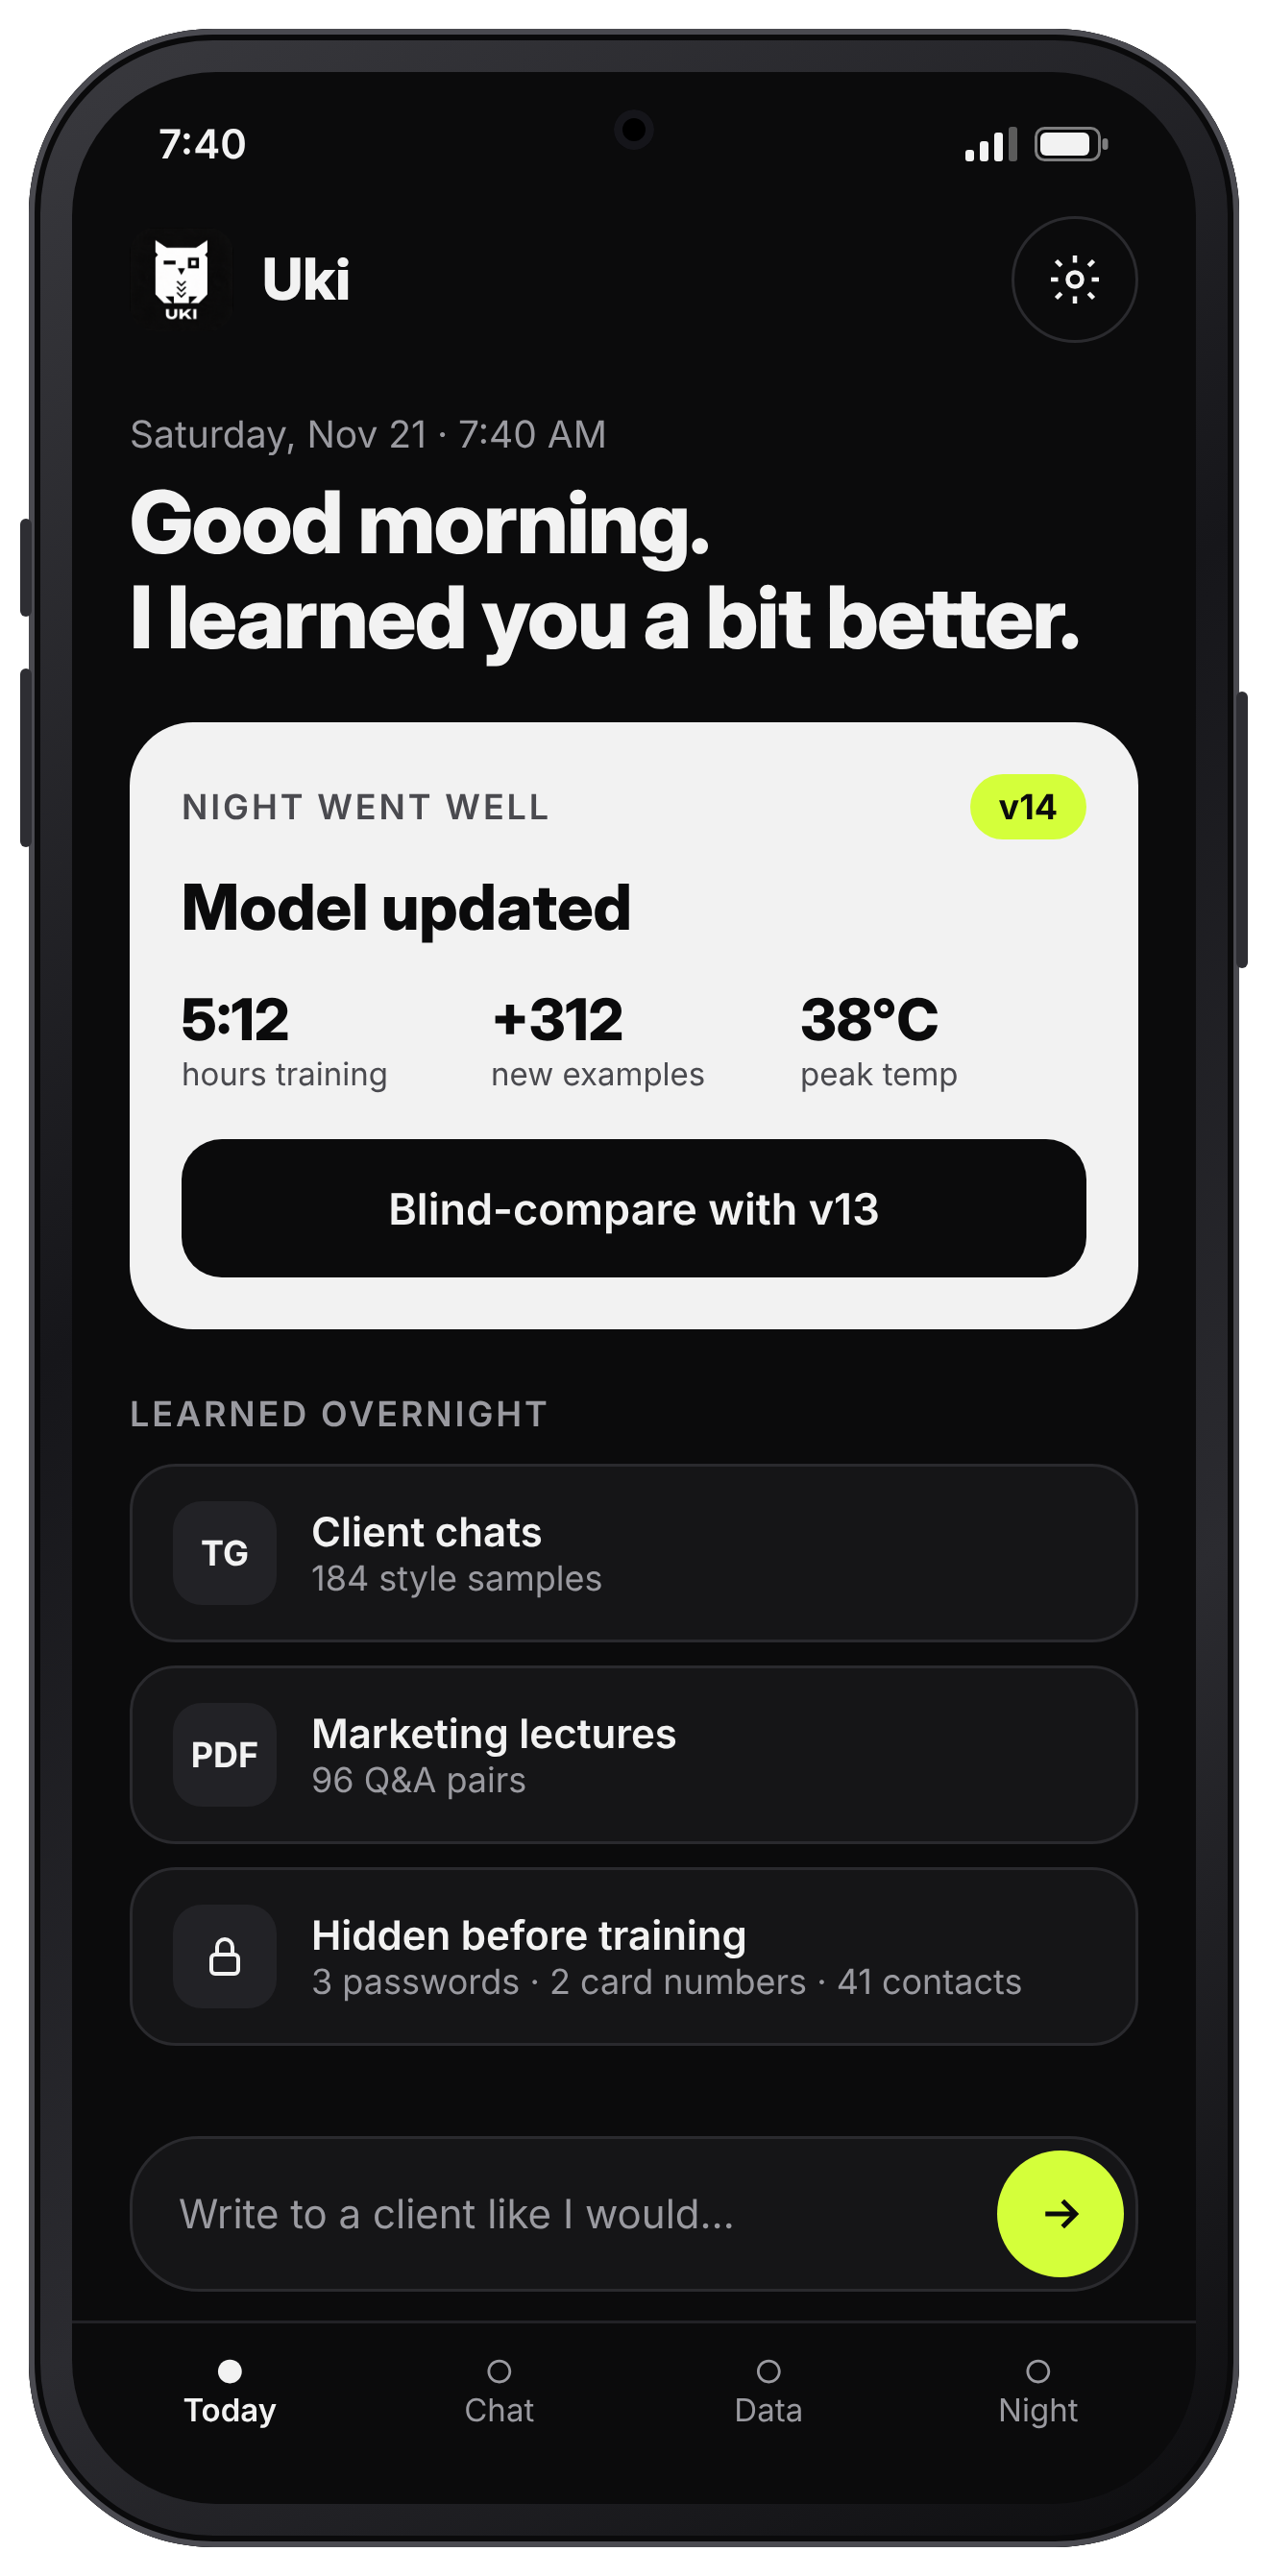 7:40
UKI
Uki
Saturday, Nov 21 · 7:40 AM
Good morning.
I learned you a bit better.
NIGHT WENT WELL
v14
Model updated
5:12
hours training
+312
new examples
38°C
peak temp
Blind-compare with v13
LEARNED OVERNIGHT
TG
Client chats
184 style samples
PDF
Marketing lectures
96 Q&A pairs
Hidden before training
3 passwords · 2 card numbers · 41 contacts
Write to a client like I would...
Today
Chat
Data
Night